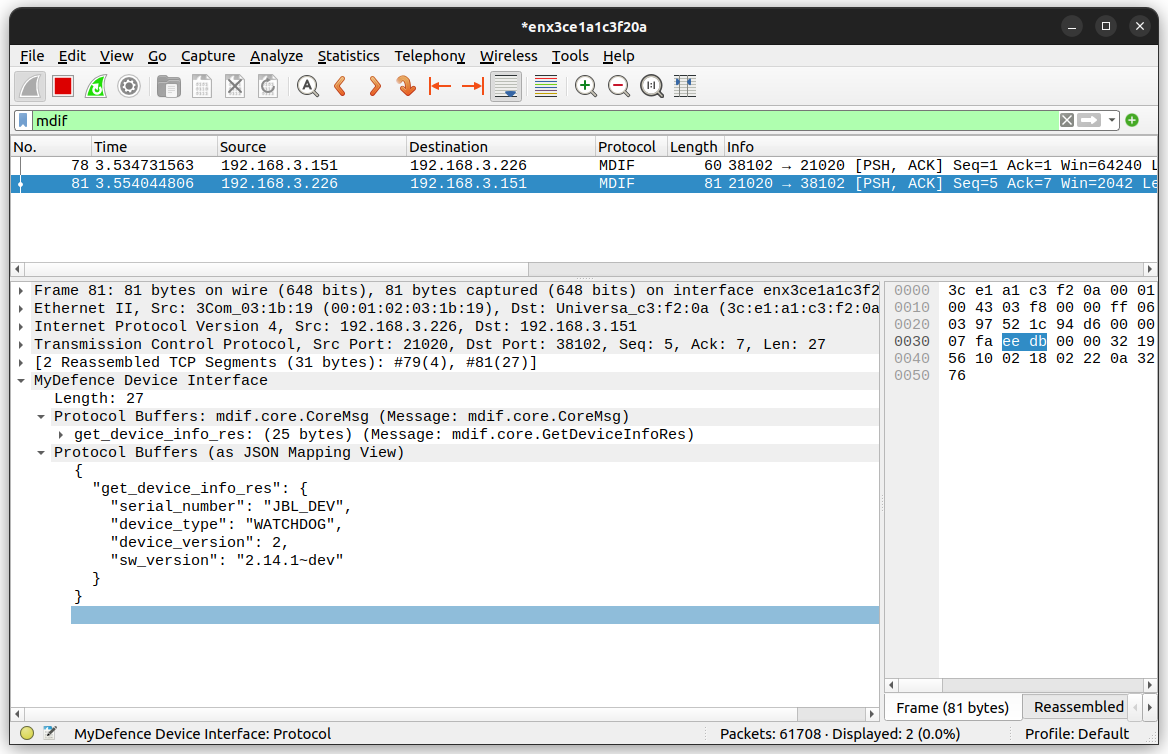 *enx3ce1a1c3f20a
File Edit View Go Capture Analyze Statistics Telephony Wireless Tools Help
mdif
No. Time Source Destination Protocol Length Info
78 3.534731563 192.168.3.151 192.168.3.226 MDIF 60 38102 → 21020 [PSH, ACK] Seq=1 Ack=1 Win=64240 L
81 3.554044806 192.168.3.226 192.168.3.151 MDIF 81 21020 → 38102 [PSH, ACK] Seq=5 Ack=7 Win=2042 Le
Frame 81: 81 bytes on wire (648 bits), 81 bytes captured (648 bits) on interface enx3ce1a1c3f2
Ethernet II, Src: 3Com_03:1b:19 (00:01:02:03:1b:19), Dst: Universa_c3:f2:0a (3c:e1:a1:c3:f2:0a
Internet Protocol Version 4, Src: 192.168.3.226, Dst: 192.168.3.151
Transmission Control Protocol, Src Port: 21020, Dst Port: 38102, Seq: 5, Ack: 7, Len: 27
[2 Reassembled TCP Segments (31 bytes): #79(4), #81(27)]
MyDefence Device Interface
Length: 27
Protocol Buffers: mdif.core.CoreMsg (Message: mdif.core.CoreMsg)
get_device_info_res: (25 bytes) (Message: mdif.core.GetDeviceInfoRes)
Protocol Buffers (as JSON Mapping View)
{
"get_device_info_res": {
"serial_number": "JBL_DEV",
"device_type": "WATCHDOG",
"device_version": 2,
"sw_version": "2.14.1~dev"
}
}
0000 3c e1 a1 c3 f2 0a 00 01
0010 00 43 03 f8 00 00 ff 06
0020 03 97 52 1c 94 d6 00 00
0030 07 fa ee db 00 00 32 19
0040 56 10 02 18 02 22 0a 32
0050 76
Frame (81 bytes) Reassembled
MyDefence Device Interface: Protocol Packets: 61708 · Displayed: 2 (0.0%) Profile: Default